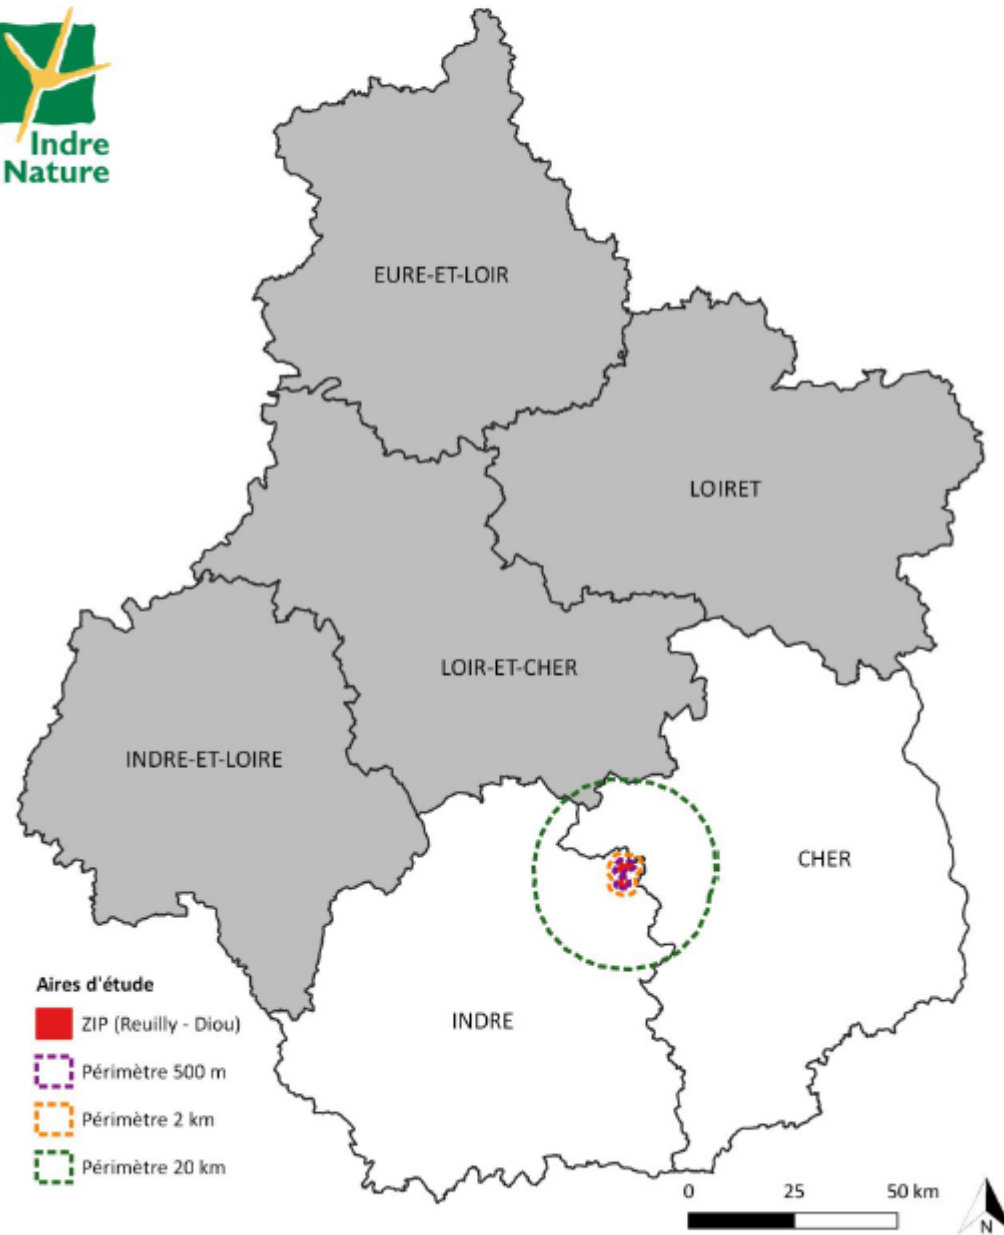 Indre
Nature
EURE-ET-LOIR
LOIRET
LOIR-ET-CHER
INDRE-ET-LOIRE
CHER
INDRE
Aires d'étude
ZIP (Reuilly - Diou)
Périmètre 500 m
Périmètre 2 km
Périmètre 20 km
0 25 50 km
N